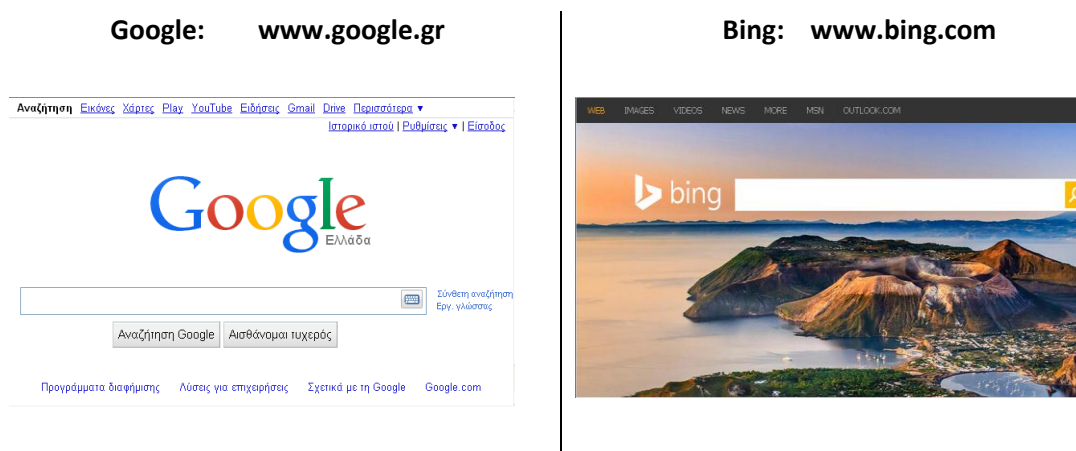 Google: www.google.gr
Αναζήτηση Εικόνες Χάρτες Play YouTube Ειδήσεις Gmail Drive Περισσότερα ▼
Ιστορικό ιστού | Ρυθμίσεις ▼ | Είσοδος
Google
Ελλάδα
Σύνθετη αναζήτηση
Εργ. γλώσσας
Αναζήτηση Google Αισθάνομαι τυχερός
Προγράμματα διαφήμισης Λύσεις για επιχειρήσεις Σχετικά με τη Google Google.com
Bing: www.bing.com
WEB IMAGES VIDEOS NEWS MORE MSN OUTLOOK.COM
bing